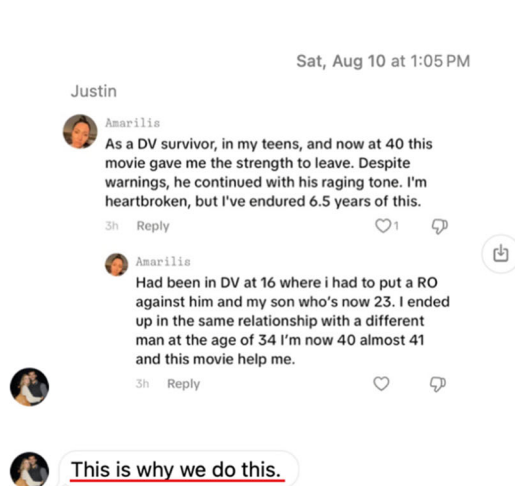 Sat, Aug 10 at 1:05 PM
Justin
Amarilis
As a DV survivor, in my teens, and now at 40 this
movie gave me the strength to leave. Despite
warnings, he continued with his raging tone. I'm
heartbroken, but I've endured 6.5 years of this.
3h Reply 1
Amarilis
Had been in DV at 16 where i had to put a RO
against him and my son who's now 23. I ended
up in the same relationship with a different
man at the age of 34 I'm now 40 almost 41
and this movie help me.
3h Reply
This is why we do this.